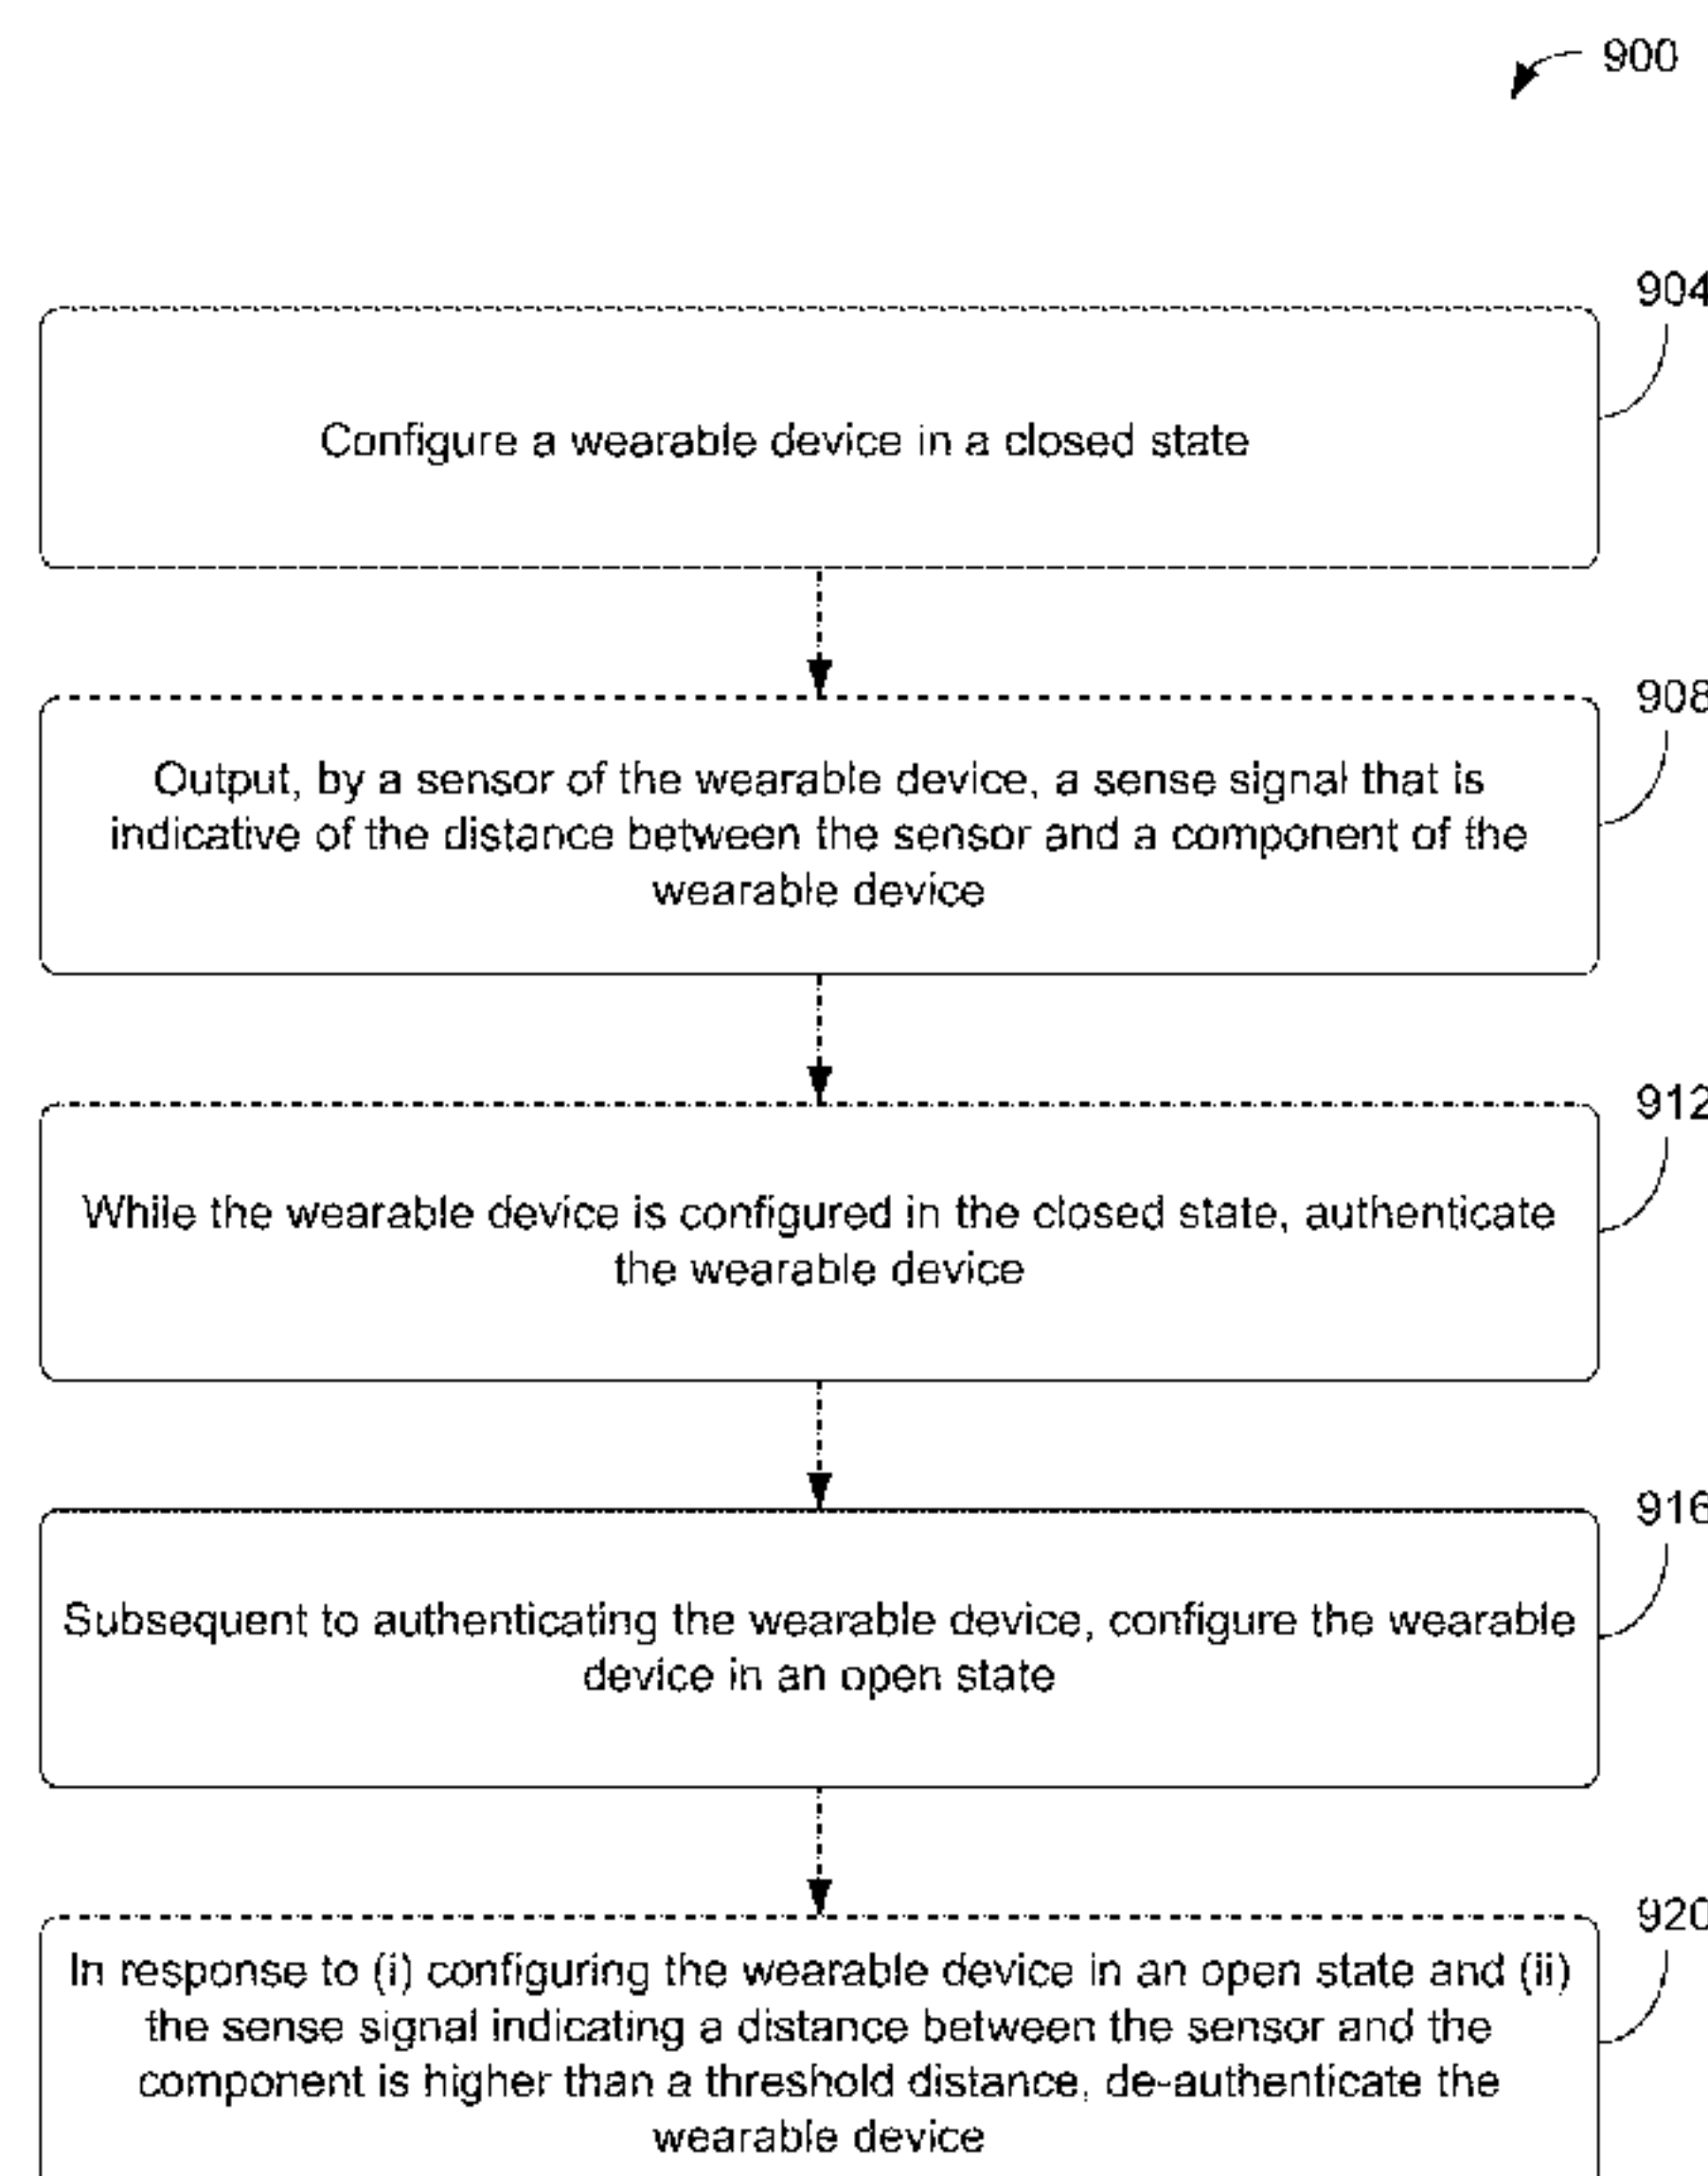 900
904
Configure a wearable device in a closed state
908
Output, by a sensor of the wearable device, a sense signal that is
indicative of the distance between the sensor and a component of the
wearable device
912
While the wearable device is configured in the closed state, authenticate
the wearable device
916
Subsequent to authenticating the wearable device, configure the wearable
device in an open state
920
In response to (i) configuring the wearable device in an open state and (ii)
the sense signal indicating a distance between the sensor and the
component is higher than a threshold distance, de-authenticate the
wearable device